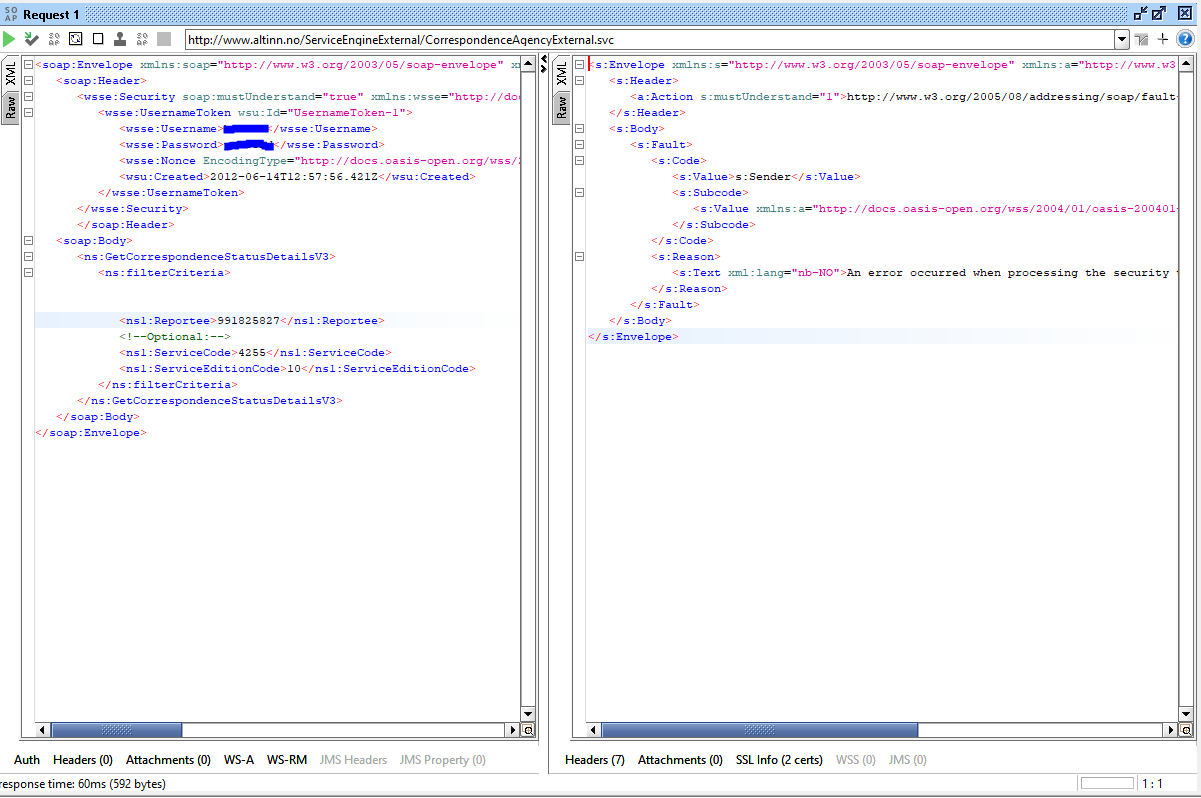 SO AP Request 1
SO AP SO AP http://www.altinn.no/ServiceEngineExternal/CorrespondenceAgencyExternal.svc
XML
Raw
<soap:Envelope xmlns:soap="http://www.w3.org/2003/05/soap-envelope"
<soap:Header>
<wsse:Security soap:mustUnderstand="true" xmlns:wsse="http://doc
<wsse:UsernameToken wsu:Id="UsernameToken-1">
<wsse:Username></wsse:Username>
<wsse:Password></wsse:Password>
<wsse:Nonce EncodingType="http://docs.oasis-open.org/wss/
<wsu:Created>2012-06-14T12:57:56.421Z</wsu:Created>
</wsse:UsernameToken>
</wsse:Security>
</soap:Header>
<soap:Body>
<ns:GetCorrespondenceStatusDetailsV3>
<ns:filterCriteria>
<ns1:Reportee>991825827</ns1:Reportee>
<!--Optional:-->
<ns1:ServiceCode>4255</ns1:ServiceCode>
<ns1:ServiceEditionCode>10</ns1:ServiceEditionCode>
</ns:filterCriteria>
</ns:GetCorrespondenceStatusDetailsV3>
</soap:Body>
</soap:Envelope>
XML
Raw
<s:Envelope xmlns:s="http://www.w3.org/2003/05/soap-envelope" xmlns:a="http://www.w3
<s:Header>
<a:Action s:mustUnderstand="1">http://www.w3.org/2005/08/addressing/soap/fault
</s:Header>
<s:Body>
<s:Fault>
<s:Code>
<s:Value>s:Sender</s:Value>
<s:Subcode>
<s:Value xmlns:a="http://docs.oasis-open.org/wss/2004/01/oasis-200401-
</s:Subcode>
</s:Code>
<s:Reason>
<s:Text xml:lang="nb-NO">An error occurred when processing the security
</s:Reason>
</s:Fault>
</s:Body>
</s:Envelope>
Auth Headers (0) Attachments (0) WS-A WS-RM JMS Headers JMS Property (0)
Headers (7) Attachments (0) SSL Info (2 certs) WSS (0) JMS (0)
response time: 60ms (592 bytes)
1 : 1